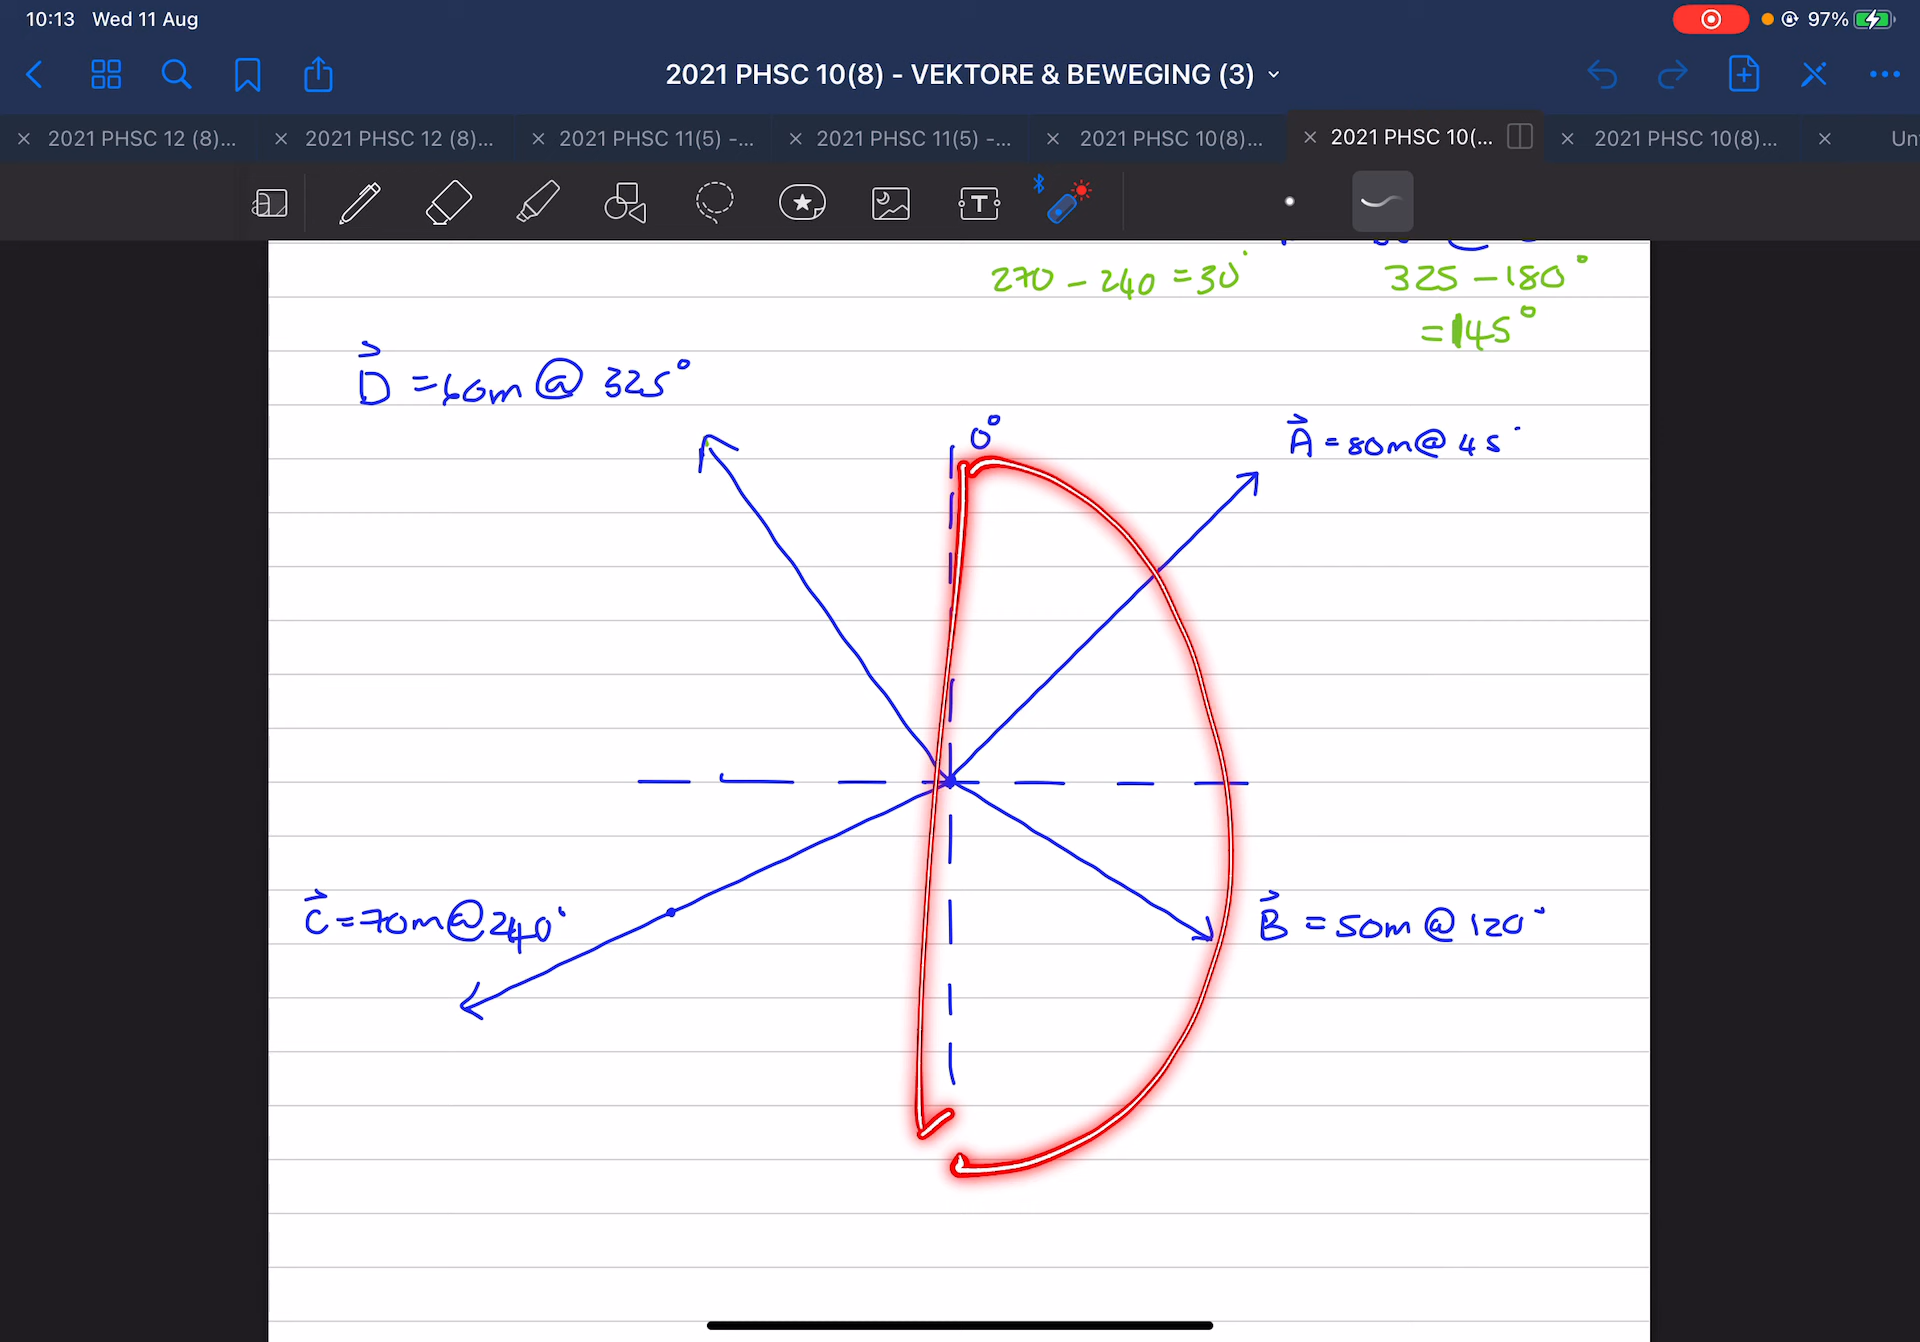 10:13 Wed 11 Aug 97%
2021 PHSC 10(8) - VEKTORE & BEWEGING (3)
2021 PHSC 12 (8)... 2021 PHSC 12 (8)... 2021 PHSC 11(5) -... 2021 PHSC 11(5) -... 2021 PHSC 10(8)... 2021 PHSC 10(... 2021 PHSC 10(8)... Un
T
270 - 240 = 30° 325 - 180°
= 145°
D = 60m @ 325°
0°
A = 80m @ 45°
C = 70m @ 240°
B = 50m @ 120°